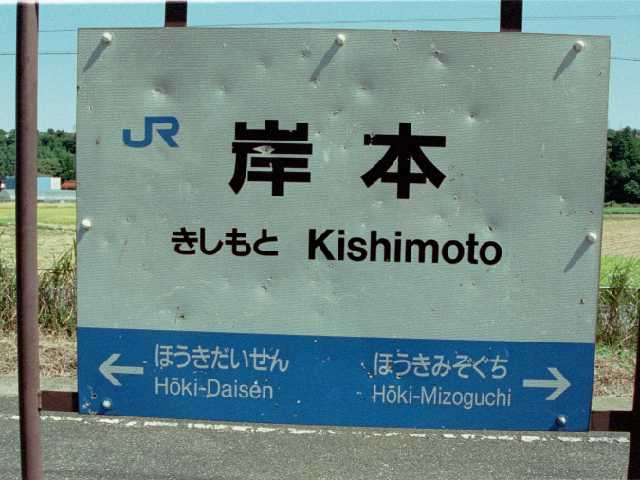 JR
岸本
きしもと Kishimoto
← ほうきだいせん ほうきみぞぐち →
Hōki-Daisen Hōki-Mizoguchi